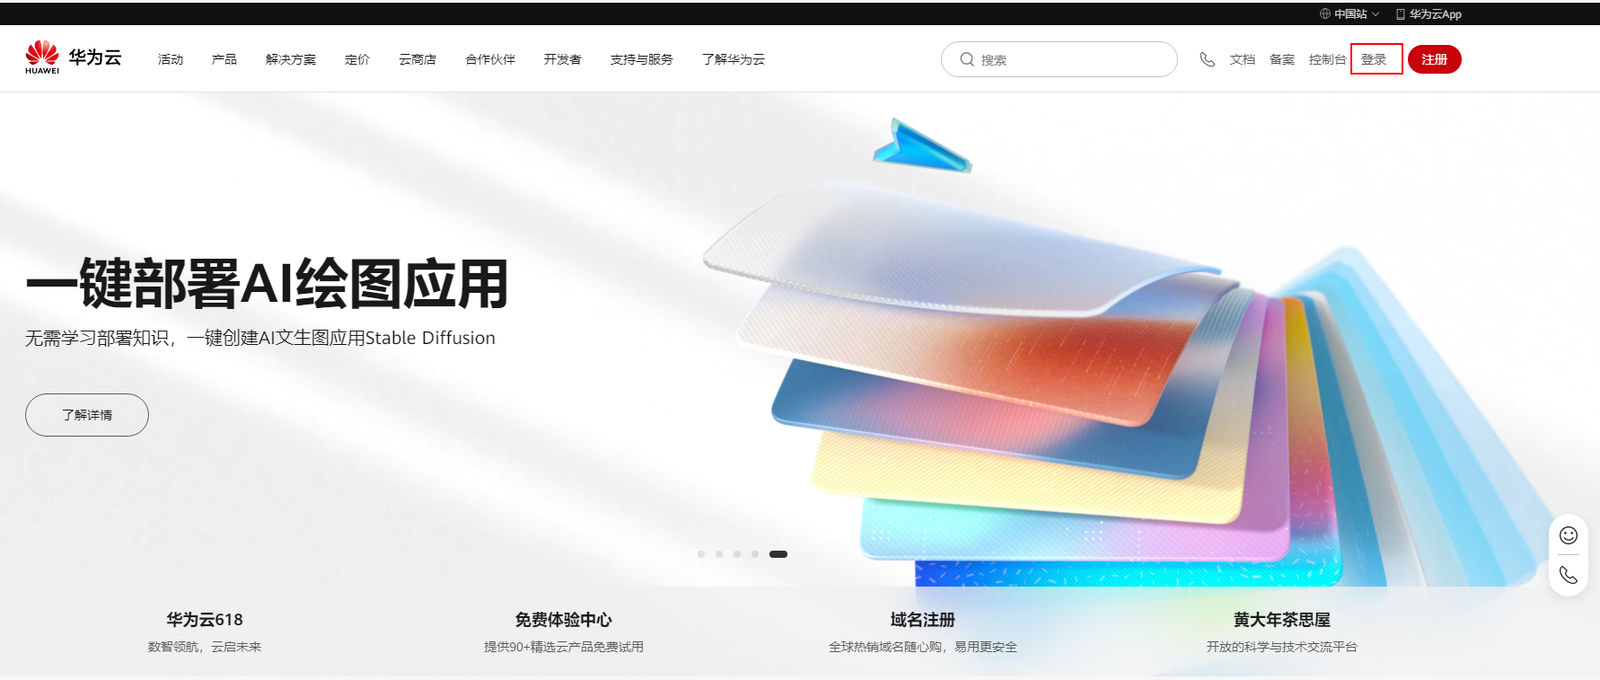 中国站 华为云App
HUAWEI 华为云 活动 产品 解决方案 定价 云商店 合作伙伴 开发者 支持与服务 了解华为云 搜索 文档 备案 控制台 登录 注册
一键部署AI绘图应用
无需学习部署知识，一键创建AI文生图应用Stable Diffusion
了解详情
华为云618 免费体验中心 域名注册 黄大年茶思屋
数智领航，云启未来 提供90+精选云产品免费试用 全球热销域名随心购，易用更安全 开放的科学与技术交流平台